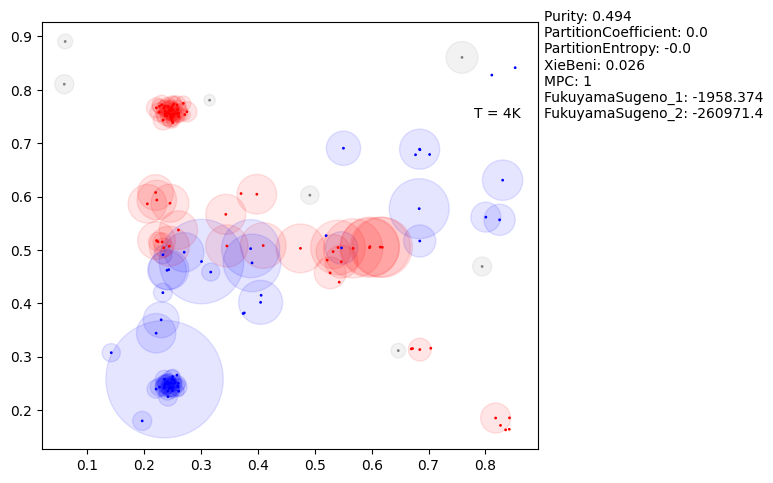 Purity: 0.494
PartitionCoefficient: 0.0
PartitionEntropy: -0.0
XieBeni: 0.026
MPC: 1
FukuyamaSugeno_1: -1958.374
FukuyamaSugeno_2: -260971.4
T = 4K
0.9
0.8
0.7
0.6
0.5
0.4
0.3
0.2
0.1 0.2 0.3 0.4 0.5 0.6 0.7 0.8